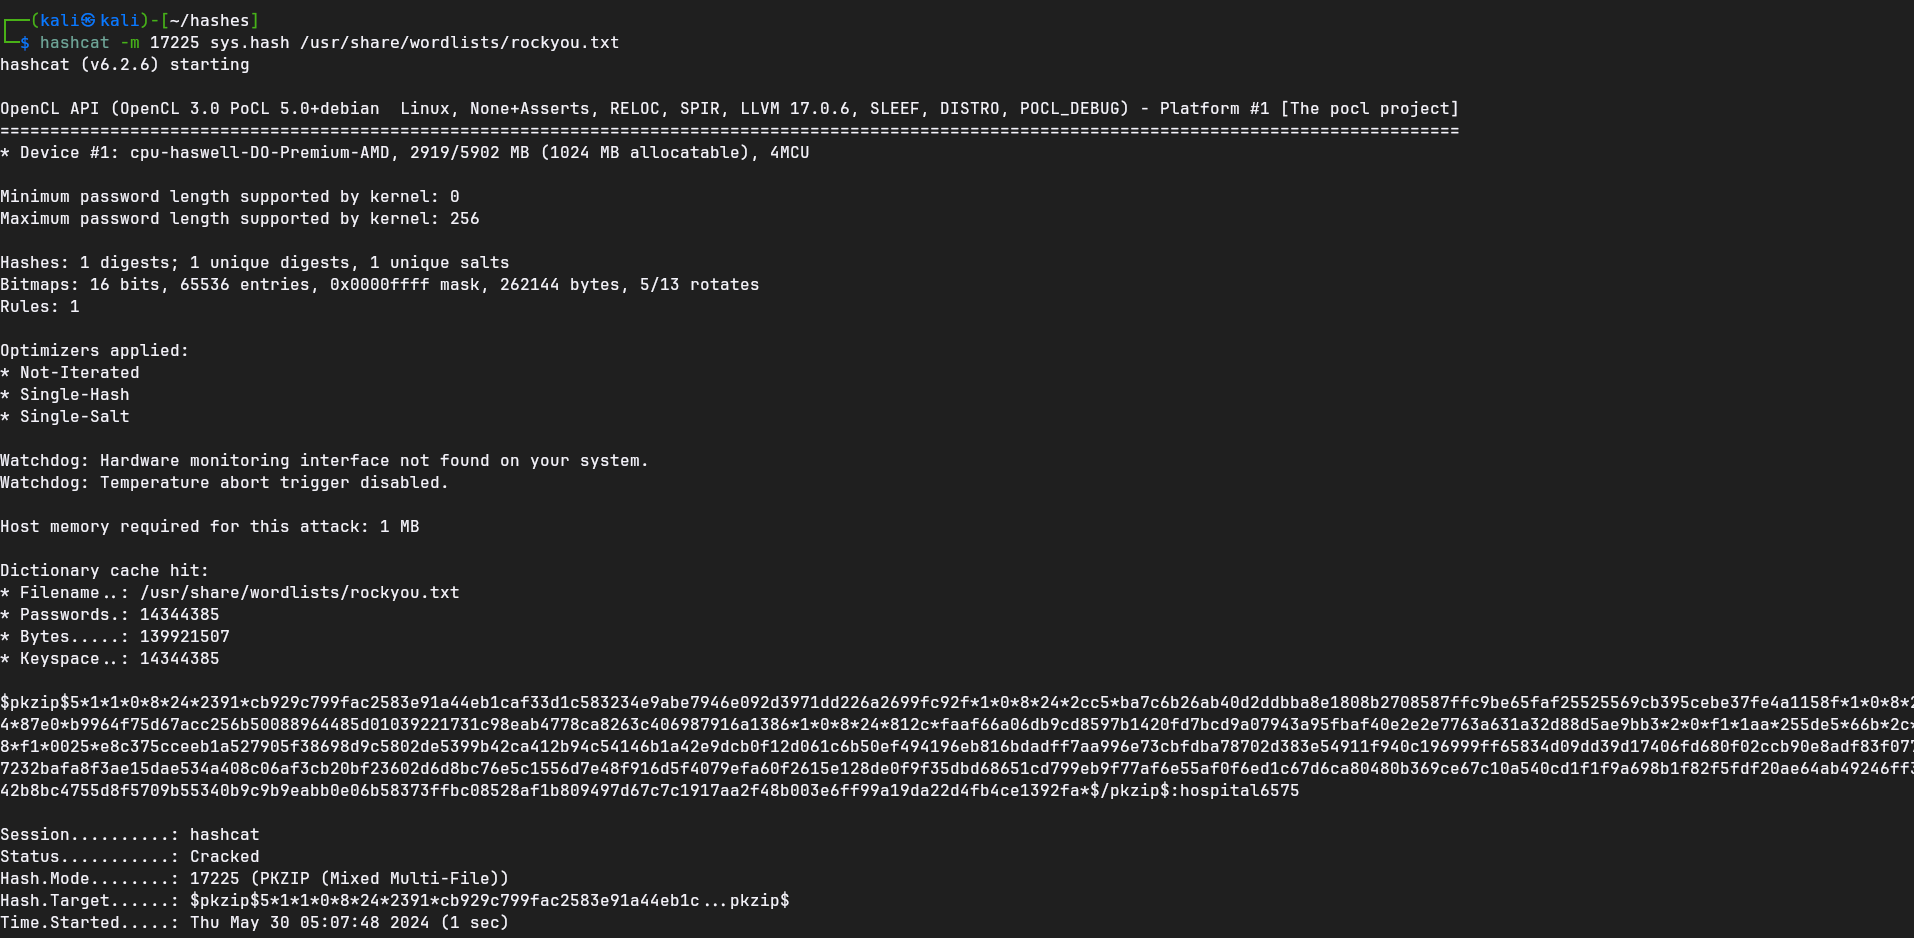 ┌──(kali㉿kali)-[~/hashes]
└─$ hashcat -m 17225 sys.hash /usr/share/wordlists/rockyou.txt
hashcat (v6.2.6) starting

OpenCL API (OpenCL 3.0 PoCL 5.0+debian  Linux, None+Asserts, RELOC, SPIR, LLVM 17.0.6, SLEEF, DISTRO, POCL_DEBUG) - Platform #1 [The pocl project]
==================================================================================================================================================
* Device #1: cpu-haswell-DO-Premium-AMD, 2919/5902 MB (1024 MB allocatable), 4MCU

Minimum password length supported by kernel: 0
Maximum password length supported by kernel: 256

Hashes: 1 digests; 1 unique digests, 1 unique salts
Bitmaps: 16 bits, 65536 entries, 0x0000ffff mask, 262144 bytes, 5/13 rotates
Rules: 1

Optimizers applied:
* Not-Iterated
* Single-Hash
* Single-Salt

Watchdog: Hardware monitoring interface not found on your system.
Watchdog: Temperature abort trigger disabled.

Host memory required for this attack: 1 MB

Dictionary cache hit:
* Filename..: /usr/share/wordlists/rockyou.txt
* Passwords.: 14344385
* Bytes.....: 139921507
* Keyspace..: 14344385

$pkzip$5*1*1*0*8*24*2391*cb929c799fac2583e91a44eb1caf33d1c583234e9abe7946e092d3971dd226a2699fc92f*1*0*8*24*2cc5*ba7c6b26ab40d2ddbba8e1808b2708587ffc9be65faf25525569cb395cebe37fe4a1158f*1*0*8*2
4*87e0*b9964f75d67acc256b50088964485d01039221731c98eab4778ca8263c406987916a1386*1*0*8*24*812c*faaf66a06db9cd8597b1420fd7bcd9a07943a95fbaf40e2e2e7763a631a32d88d5ae9bb3*2*0*f1*1aa*255de5*66b*2c*
8*f1*0025*e8c375cceeb1a527905f38698d9c5802de5399b42ca412b94c54146b1a42e9dcb0f12d061c6b50ef494196eb816bdadff7aa996e73cbfdba78702d383e54911f940c196999ff65834d09dd39d17406fd680f02ccb90e8adf83f077
7232bafa8f3ae15dae534a408c06af3cb20bf23602d6d8bc76e5c1556d7e48f916d5f4079efa60f2615e128de0f9f35dbd68651cd799eb9f77af6e55af0f6ed1c67d6ca80480b369ce67c10a540cd1f1f9a698b1f82f5fdf20ae64ab49246ff3
42b8bc4755d8f5709b55340b9c9b9eabb0e06b58373ffbc08528af1b809497d67c7c1917aa2f48b003e6ff99a19da22d4fb4ce1392fa*$/pkzip$:hospital6575

Session..........: hashcat
Status...........: Cracked
Hash.Mode........: 17225 (PKZIP (Mixed Multi-File))
Hash.Target......: $pkzip$5*1*1*0*8*24*2391*cb929c799fac2583e91a44eb1c...pkzip$
Time.Started.....: Thu May 30 05:07:48 2024 (1 sec)